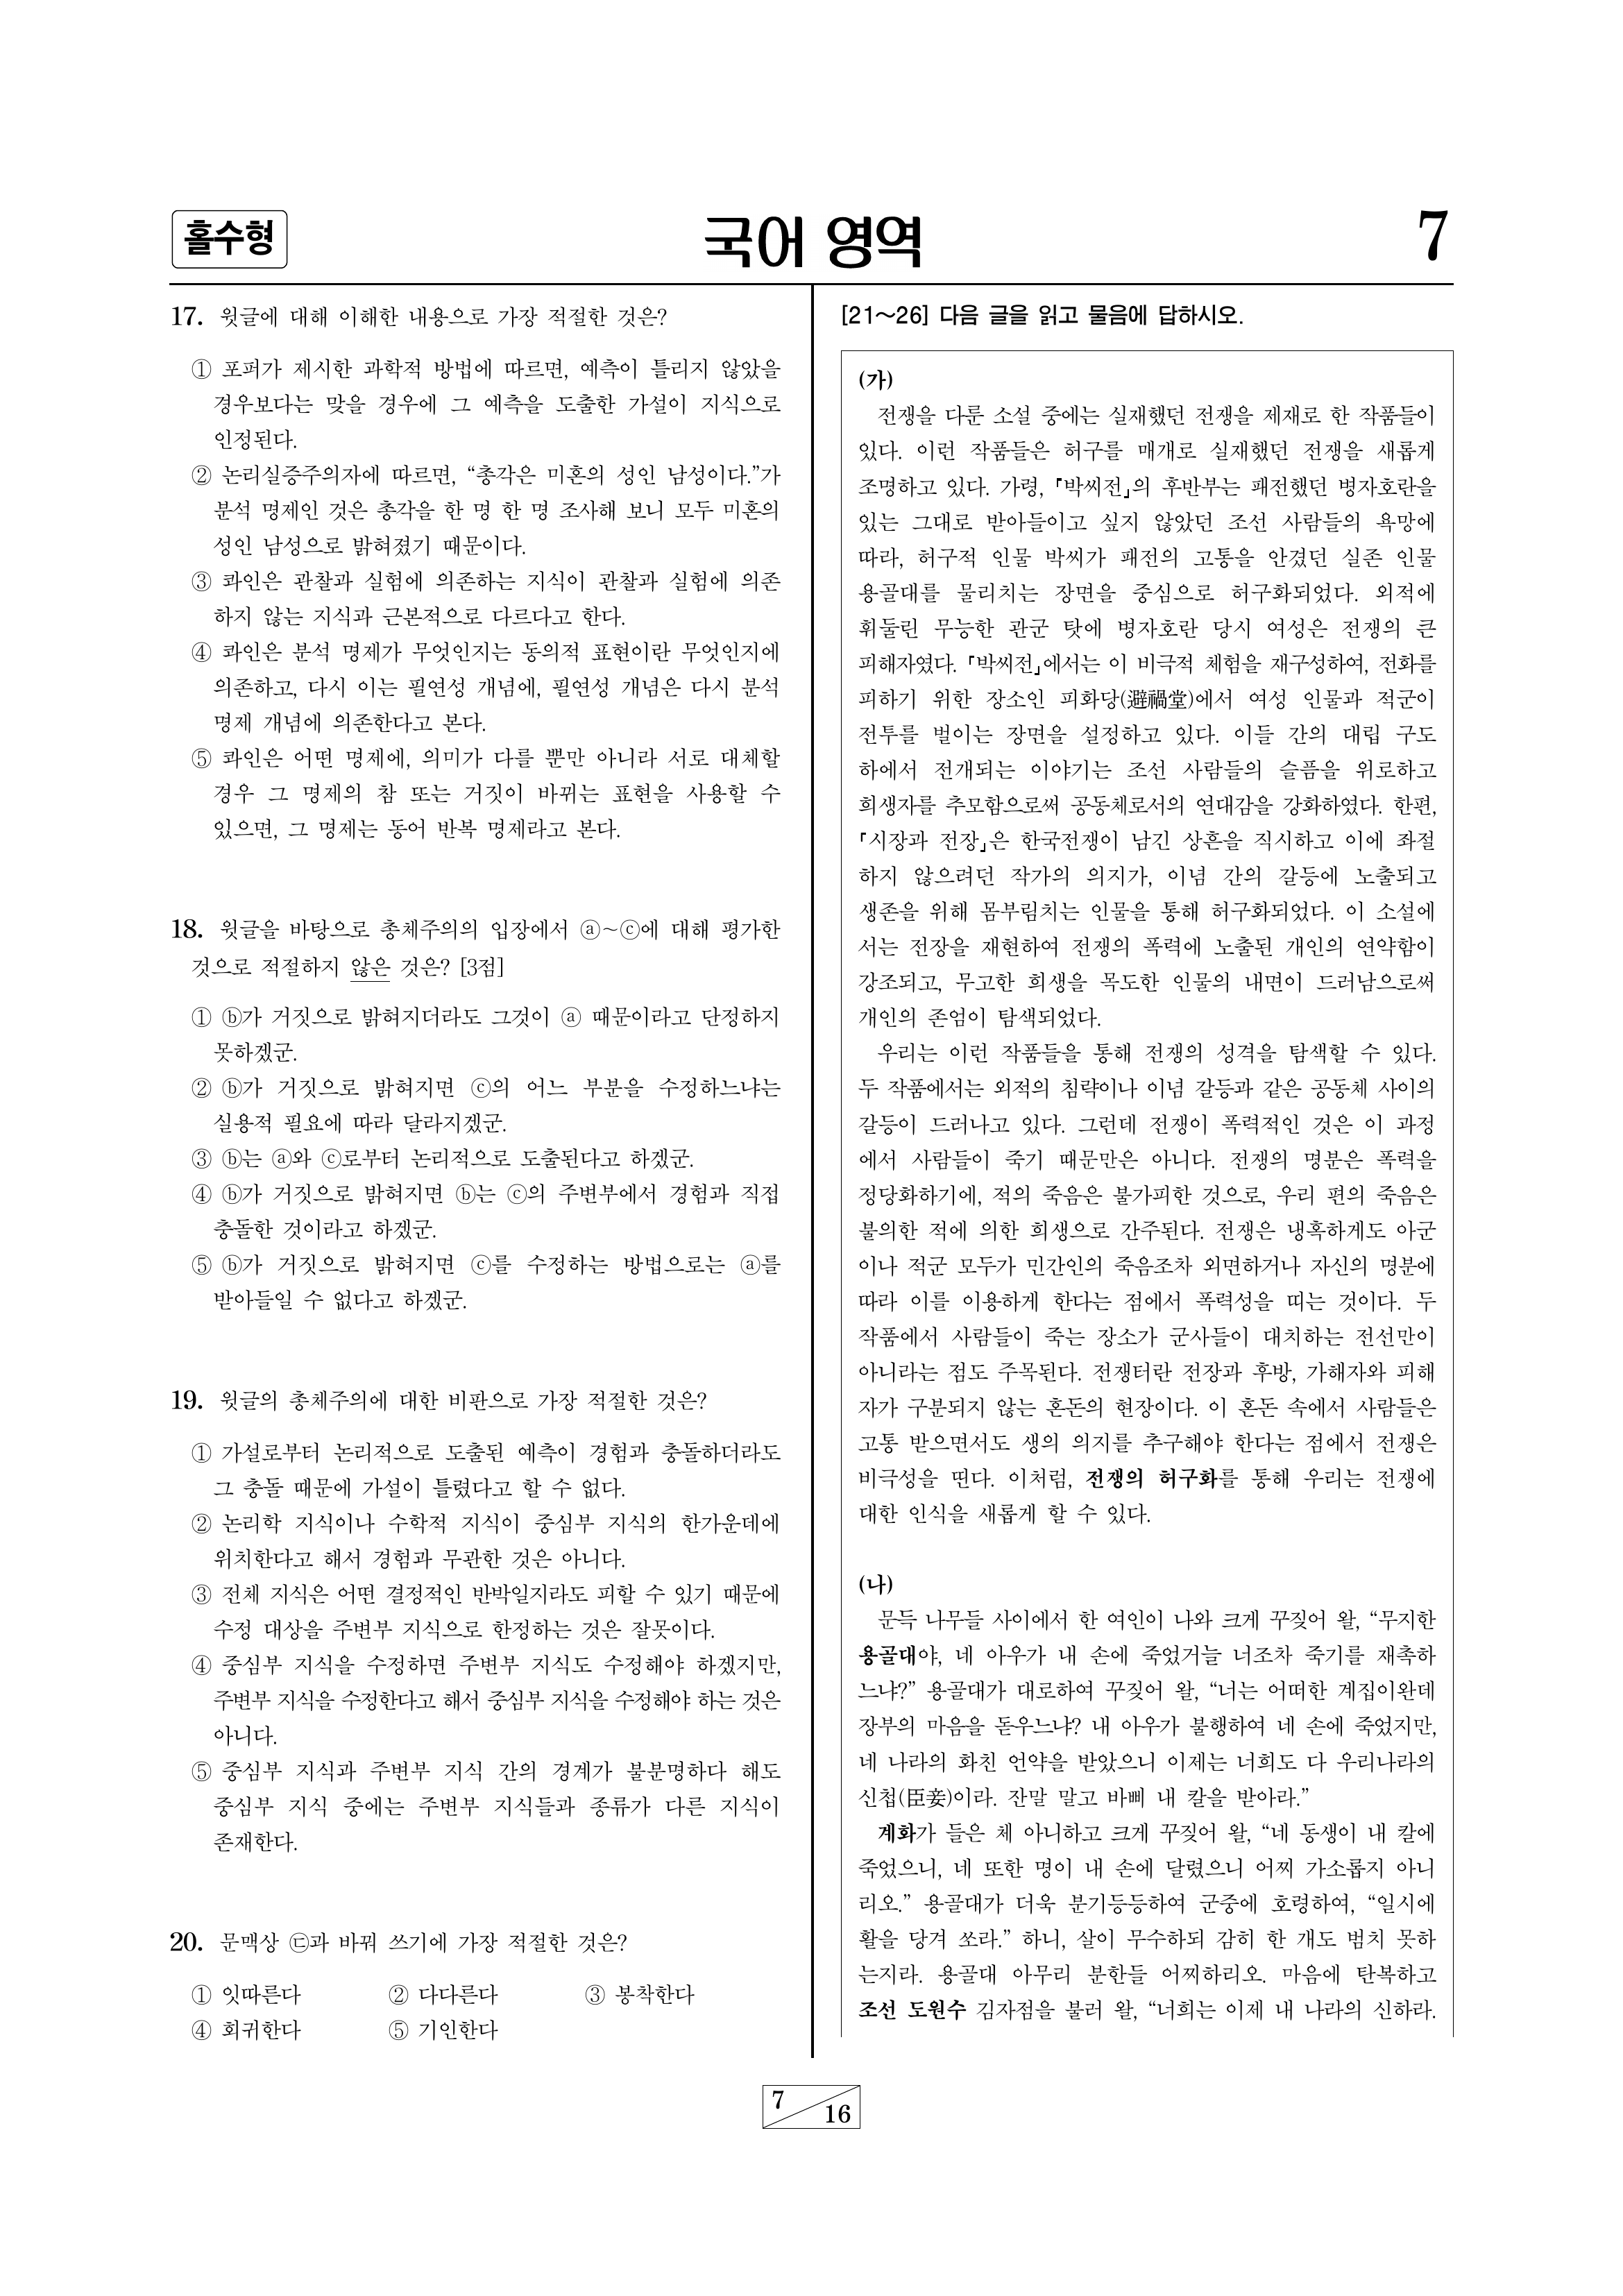 홀수형
국어 영역
7
17. 윗글에 대해 이해한 내용으로 가장 적절한 것은?
① 포퍼가 제시한 과학적 방법에 따르면, 예측이 틀리지 않았을
경우보다는 맞을 경우에 그 예측을 도출한 가설이 지식으로
인정된다.
② 논리실증주의자에 따르면, “총각은 미혼의 성인 남성이다.”가
분석 명제인 것은 총각을 한 명 한 명 조사해 보니 모두 미혼의
성인 남성으로 밝혀졌기 때문이다.
③ 콰인은 관찰과 실험에 의존하는 지식이 관찰과 실험에 의존
하지 않는 지식과 근본적으로 다르다고 한다.
④ 콰인은 분석 명제가 무엇인지는 동의적 표현이란 무엇인지에
의존하고, 다시 이는 필연성 개념에, 필연성 개념은 다시 분석
명제 개념에 의존한다고 본다.
⑤ 콰인은 어떤 명제에, 의미가 다를 뿐만 아니라 서로 대체할
경우 그 명제의 참 또는 거짓이 바뀌는 표현을 사용할 수
있으면, 그 명제는 동어 반복 명제라고 본다.
18. 윗글을 바탕으로 총체주의의 입장에서 ⓐ~ⓒ에 대해 평가한
것으로 적절하지 않은 것은? [3점]
① ⓑ가 거짓으로 밝혀지더라도 그것이 ⓐ 때문이라고 단정하지
못하겠군.
② ⓑ가 거짓으로 밝혀지면 ⓒ의 어느 부분을 수정하느냐는
실용적 필요에 따라 달라지겠군.
③ ⓑ는 ⓐ와 ⓒ로부터 논리적으로 도출된다고 하겠군.
④ ⓑ가 거짓으로 밝혀지면 ⓑ는 ⓒ의 주변부에서 경험과 직접
충돌한 것이라고 하겠군.
⑤ ⓑ가 거짓으로 밝혀지면 ⓒ를 수정하는 방법으로는 ⓐ를
받아들일 수 없다고 하겠군.
19. 윗글의 총체주의에 대한 비판으로 가장 적절한 것은?
① 가설로부터 논리적으로 도출된 예측이 경험과 충돌하더라도
그 충돌 때문에 가설이 틀렸다고 할 수 없다.
② 논리학 지식이나 수학적 지식이 중심부 지식의 한가운데에
위치한다고 해서 경험과 무관한 것은 아니다.
③ 전체 지식은 어떤 결정적인 반박일지라도 피할 수 있기 때문에
수정 대상을 주변부 지식으로 한정하는 것은 잘못이다.
④ 중심부 지식을 수정하면 주변부 지식도 수정해야 하겠지만,
주변부 지식을 수정한다고 해서 중심부 지식을 수정해야 하는 것은
아니다.
⑤ 중심부 지식과 주변부 지식 간의 경계가 불분명하다 해도
중심부 지식 중에는 주변부 지식들과 종류가 다른 지식이
존재한다.
20. 문맥상 ㉢과 바꿔 쓰기에 가장 적절한 것은?
① 잇따른다 ② 다다른다 ③ 봉착한다
④ 회귀한다 ⑤ 기인한다
[21～26] 다음 글을 읽고 물음에 답하시오.
(가)
전쟁을 다룬 소설 중에는 실재했던 전쟁을 제재로 한 작품들이
있다. 이런 작품들은 허구를 매개로 실재했던 전쟁을 새롭게
조명하고 있다. 가령, 「박씨전」의 후반부는 패전했던 병자호란을
있는 그대로 받아들이고 싶지 않았던 조선 사람들의 욕망에
따라, 허구적 인물 박씨가 패전의 고통을 안겼던 실존 인물
용골대를 물리치는 장면을 중심으로 허구화되었다. 외적에
휘둘린 무능한 관군 탓에 병자호란 당시 여성은 전쟁의 큰
피해자였다. 「박씨전」에서는 이 비극적 체험을 재구성하여, 전화를
피하기 위한 장소인 피화당(避禍堂)에서 여성 인물과 적군이
전투를 벌이는 장면을 설정하고 있다. 이들 간의 대립 구도
하에서 전개되는 이야기는 조선 사람들의 슬픔을 위로하고
희생자를 추모함으로써 공동체로서의 연대감을 강화하였다. 한편,
「시장과 전장」은 한국전쟁이 남긴 상흔을 직시하고 이에 좌절
하지 않으려던 작가의 의지가, 이념 간의 갈등에 노출되고
생존을 위해 몸부림치는 인물을 통해 허구화되었다. 이 소설에
서는 전장을 재현하여 전쟁의 폭력에 노출된 개인의 연약함이
강조되고, 무고한 희생을 목도한 인물의 내면이 드러남으로써
개인의 존엄이 탐색되었다.
우리는 이런 작품들을 통해 전쟁의 성격을 탐색할 수 있다.
두 작품에서는 외적의 침략이나 이념 갈등과 같은 공동체 사이의
갈등이 드러나고 있다. 그런데 전쟁이 폭력적인 것은 이 과정
에서 사람들이 죽기 때문만은 아니다. 전쟁의 명분은 폭력을
정당화하기에, 적의 죽음은 불가피한 것으로, 우리 편의 죽음은
불의한 적에 의한 희생으로 간주된다. 전쟁은 냉혹하게도 아군
이나 적군 모두가 민간인의 죽음조차 외면하거나 자신의 명분에
따라 이를 이용하게 한다는 점에서 폭력성을 띠는 것이다. 두
작품에서 사람들이 죽는 장소가 군사들이 대치하는 전선만이
아니라는 점도 주목된다. 전쟁터란 전장과 후방, 가해자와 피해
자가 구분되지 않는 혼돈의 현장이다. 이 혼돈 속에서 사람들은
고통 받으면서도 생의 의지를 추구해야 한다는 점에서 전쟁은
비극성을 띤다. 이처럼, 전쟁의 허구화를 통해 우리는 전쟁에
대한 인식을 새롭게 할 수 있다.
(나)
문득 나무들 사이에서 한 여인이 나와 크게 꾸짖어 왈, “무지한
용골대야, 네 아우가 내 손에 죽었거늘 너조차 죽기를 재촉하
느냐?” 용골대가 대로하여 꾸짖어 왈, “너는 어떠한 계집이완데
장부의 마음을 돋우느냐? 내 아우가 불행하여 네 손에 죽었지만,
네 나라의 화친 언약을 받았으니 이제는 너희도 다 우리나라의
신첩(臣妾)이라. 잔말 말고 바삐 내 칼을 받아라.”
계화가 들은 체 아니하고 크게 꾸짖어 왈, “네 동생이 내 칼에
죽었으니, 네 또한 명이 내 손에 달렸으니 어찌 가소롭지 아니
리오.” 용골대가 더욱 분기등등하여 군중에 호령하여, “일시에
활을 당겨 쏘라.” 하니, 살이 무수하되 감히 한 개도 범치 못하
는지라. 용골대 아무리 분한들 어찌하리오. 마음에 탄복하고
조선 도원수 김자점을 불러 왈, “너희는 이제 내 나라의 신하라.
7
16